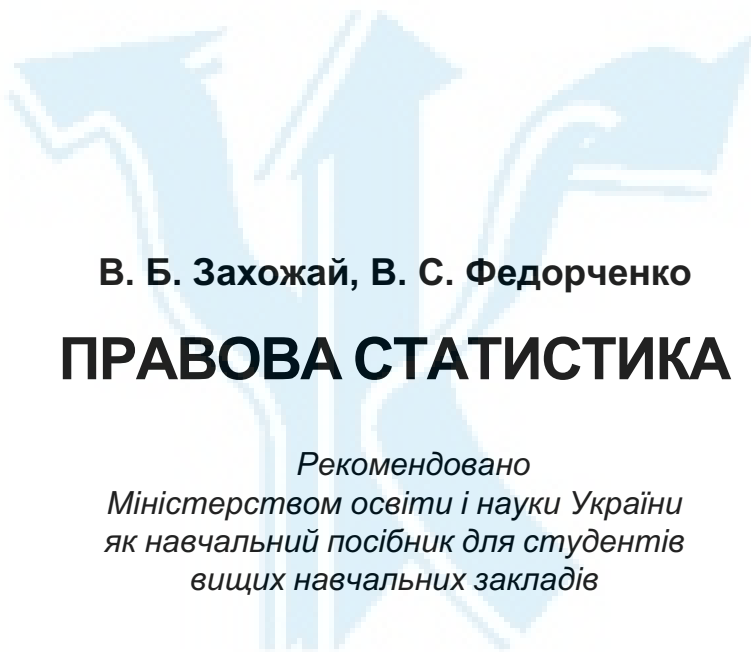 В. Б. Захожай, В. С. Федорченко
ПРАВОВА СТАТИСТИКА
Рекомендовано
Міністерством освіти і науки України
як навчальний посібник для студентів
вищих навчальних закладів